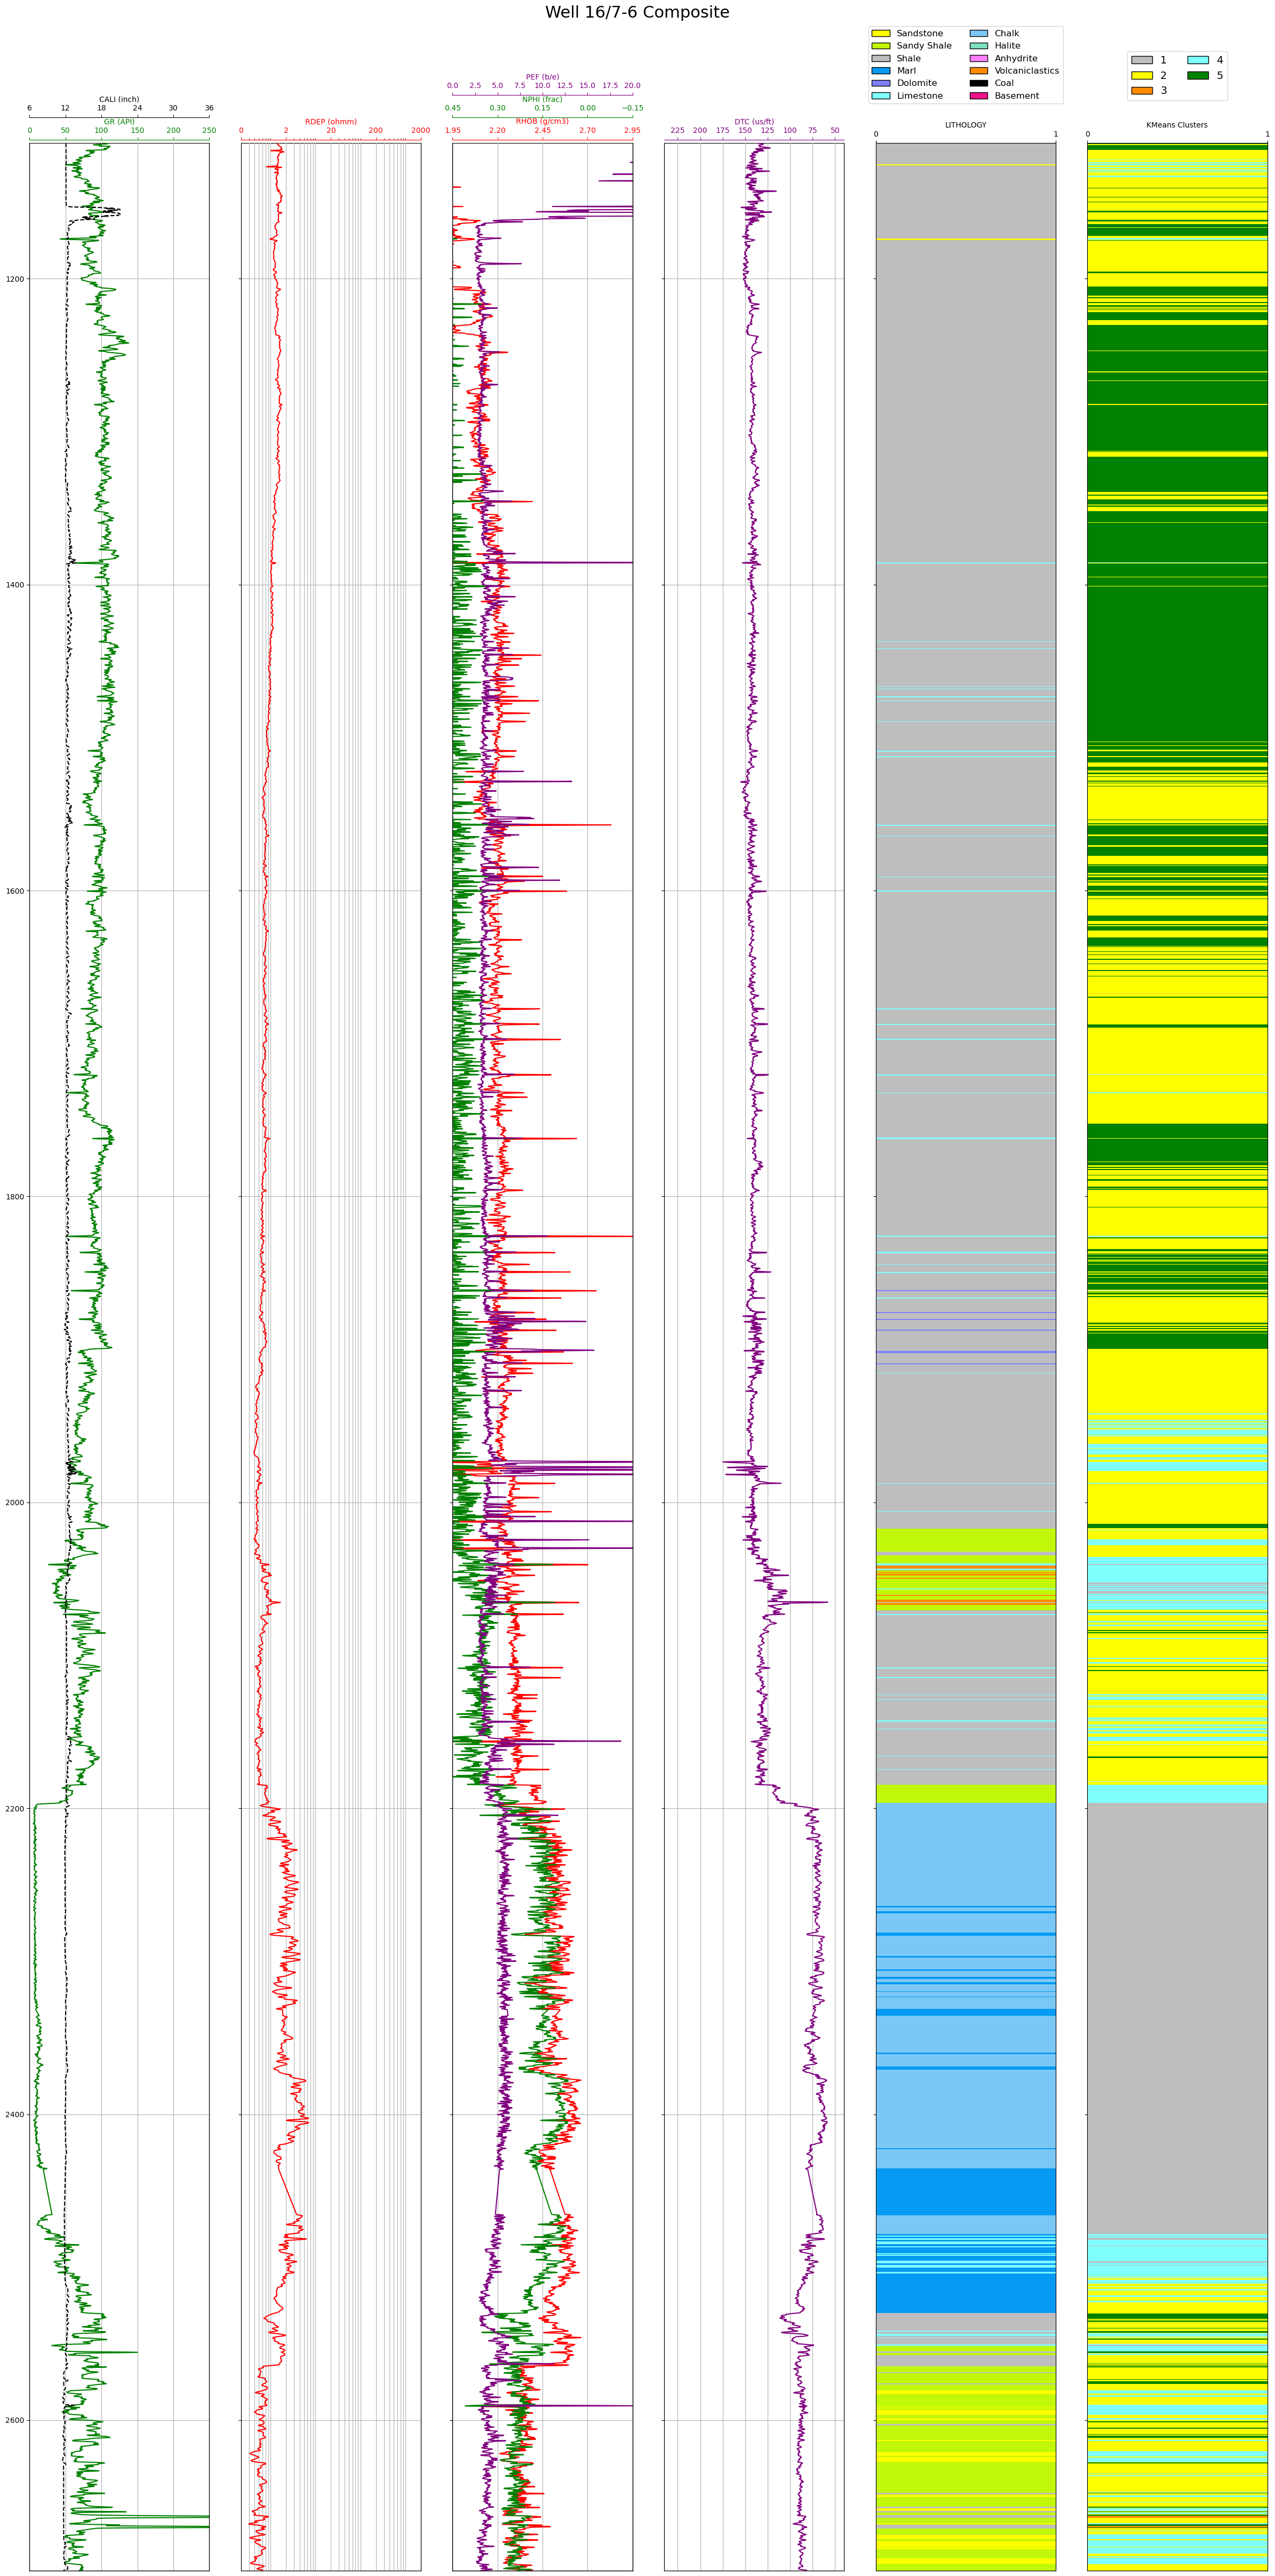 Well 16/7-6 Composite
Sandstone Chalk
Sandy Shale Halite
Shale Anhydrite
Marl Volcaniclastics
Dolomite Coal
Limestone Basement
1 4
2 5
3
PEF (b/e)
0.0 2.5 5.0 7.5 10.0 12.5 15.0 17.5 20.0
CALI (inch)
6 12 18 24 30 36
NPHI (frac)
0.45 0.30 0.15 0.00 −0.15
GR (API)
0 50 100 150 200 250
RDEP (ohmm)
0 2 20 200 2000
RHOB (g/cm3)
1.95 2.20 2.45 2.70 2.95
DTC (us/ft)
225 200 175 150 125 100 75 50
LITHOLOGY
0 1
KMeans Clusters
0 1
1200
1400
1600
1800
2000
2200
2400
2600